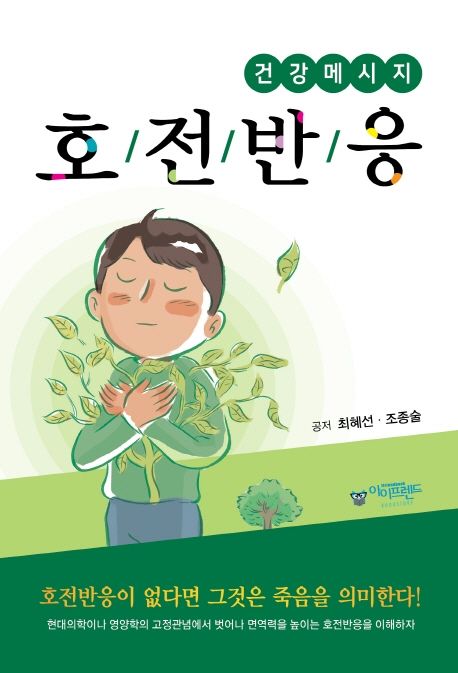 건강메시지
호/전/반/응
공저 최혜선 · 조종술
아이프렌드
호전반응이 없다면 그것은 죽음을 의미한다!
현대의학이나 영양학의 고정관념에서 벗어나 면역력을 높이는 호전반응을 이해하자